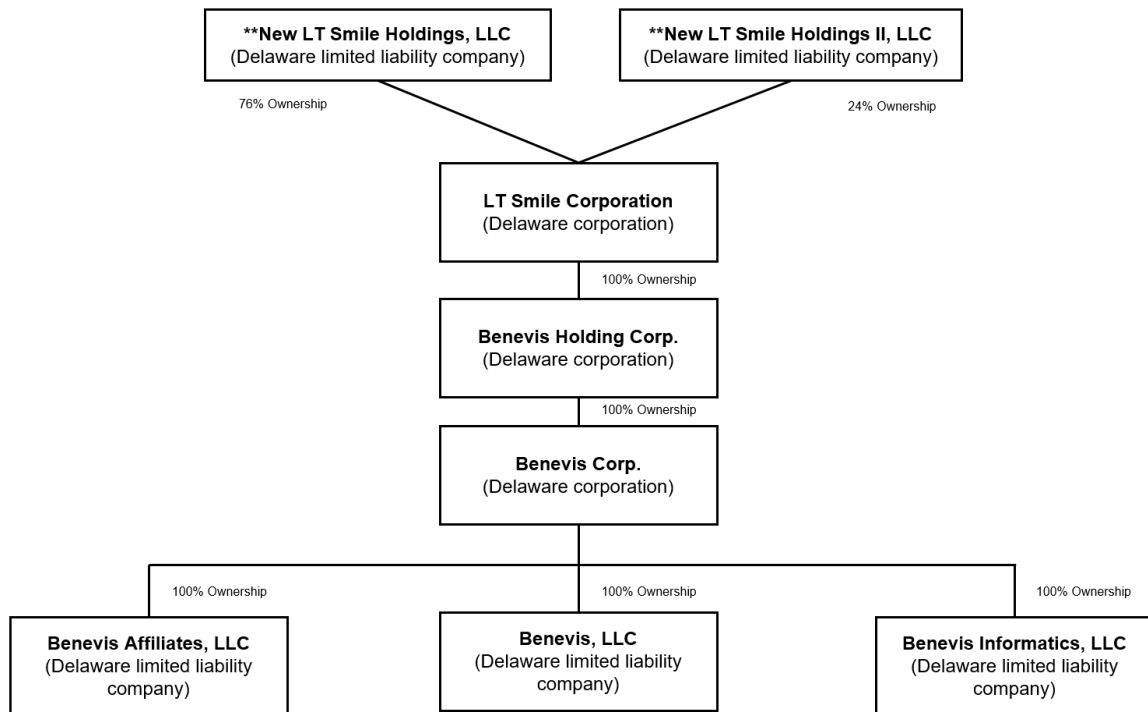 **New LT Smile Holdings, LLC
(Delaware limited liability company)
**New LT Smile Holdings II, LLC
(Delaware limited liability company)
76% Ownership
24% Ownership
LT Smile Corporation
(Delaware corporation)
100% Ownership
Benevis Holding Corp.
(Delaware corporation)
100% Ownership
Benevis Corp.
(Delaware corporation)
100% Ownership
100% Ownership
100% Ownership
Benevis Affiliates, LLC
(Delaware limited liability
company)
Benevis, LLC
(Delaware limited liability
company)
Benevis Informatics, LLC
(Delaware limited liability
company)